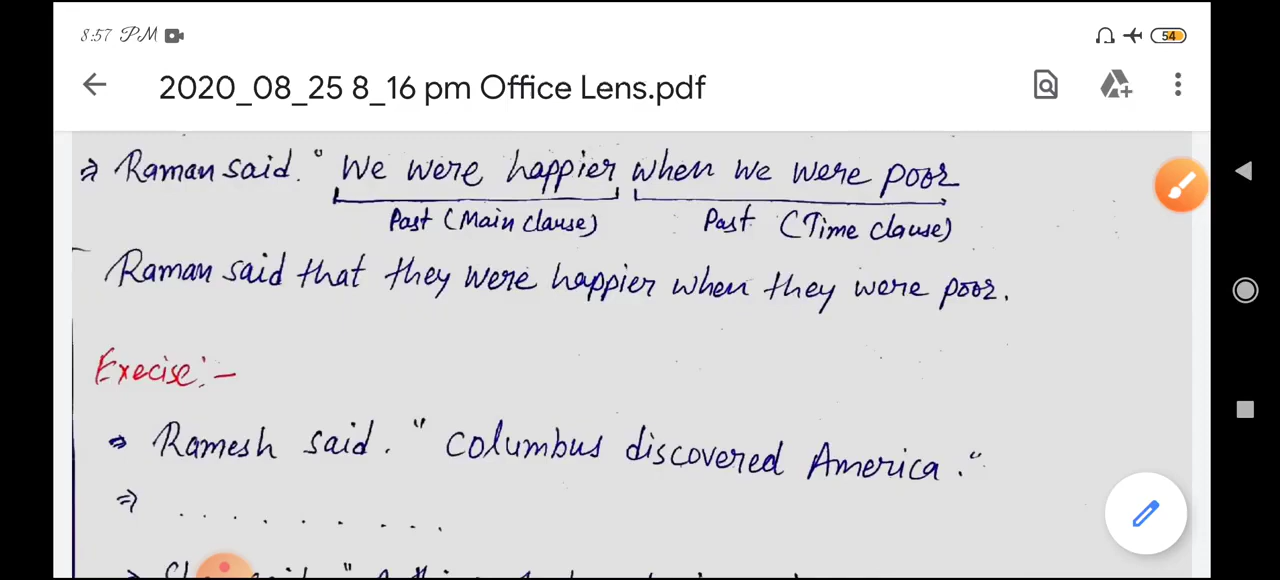 8:57 PM
54
2020_08_25 8_16 pm Office Lens.pdf
⇒ Raman said. " We were happier when we were poor
Past (Main clause) Past (Time clause)
Raman said that they were happier when they were poor.
Execise:-
⇒ Ramesh said. " Columbus discovered America."
⇒ . . . . . . . . .
said "